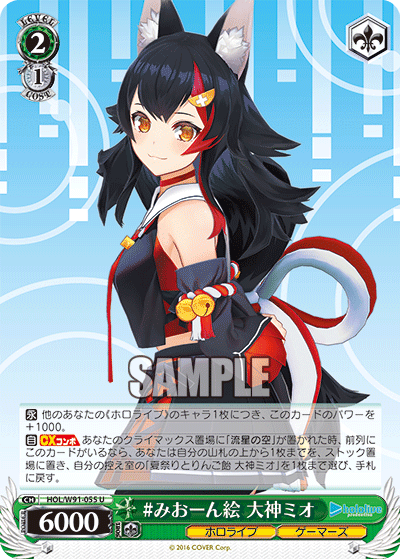 LEVEL
2
1
COST
SAMPLE
永 他のあなたの《ホロライブ》のキャラ1枚につき、このカードのパワーを
＋1000。
自 CXコンボ あなたのクライマックス置場に「流星の空」が置かれた時、前列に
このカードがいるなら、あなたは自分の山札の上から1枚までを、ストック
置場に置き、自分の控え室の「夏祭りとりんご飴 大神ミオ」を1枚まで選び、手札
に戻す。
CH HOL/W91-055 U
6000
#みおーん絵 大神ミオ
hololive production
ホロライブ ゲーマーズ
© 2016 COVER Corp.